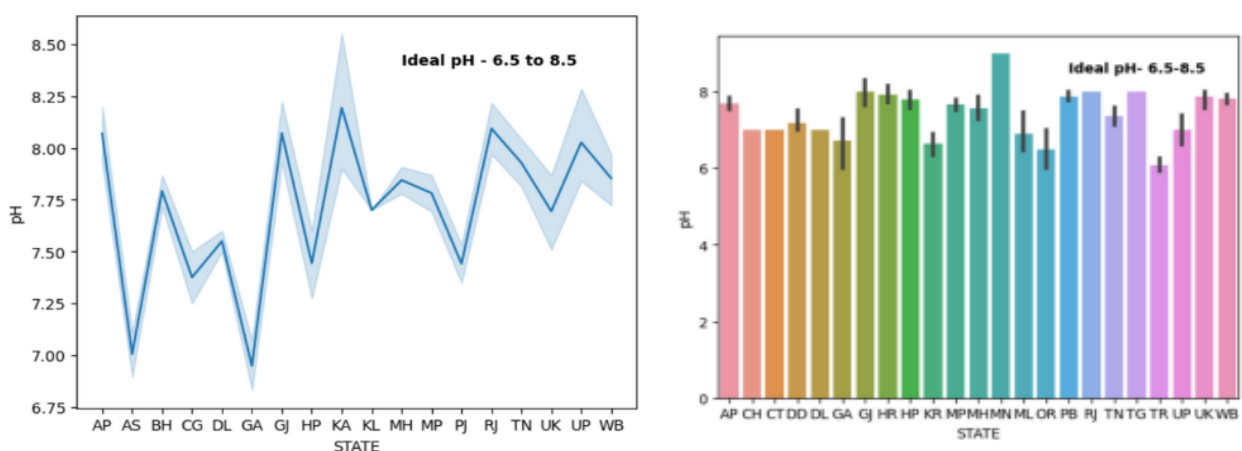 8.50
Ideal pH - 6.5 to 8.5
8.25
8.00
7.75
7.50
7.25
7.00
6.75
pH
AP AS BH CG DL GA GJ HP KA KL MH MP PJ RJ TN UK UP WB
STATE
Ideal pH- 6.5-8.5
8
6
4
2
0
pH
AP CH CT DD DL GA GJ HR HP KR MP MH MN ML OR PB RJ TN TG TR UP UK WB
STATE